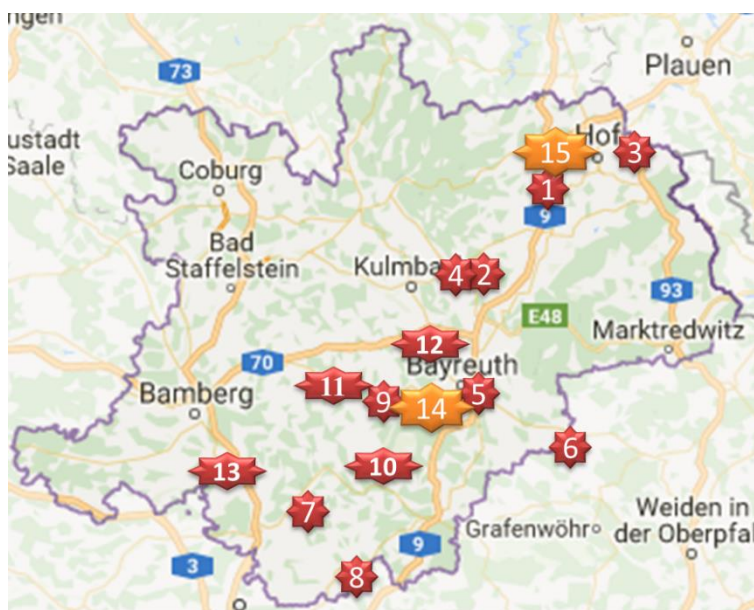 ngen
73
Plauen
ustadt
Saale
15
Hof
3
Coburg
1
9
Bad
Staffelstein
Kulmba
4
2
93
E48
12
Marktredwitz
70
Bayreuth
11
Bamberg
9
14
5
6
13
10
7
Weiden in
der Oberpfal
Grafenwöhr
9
3
8